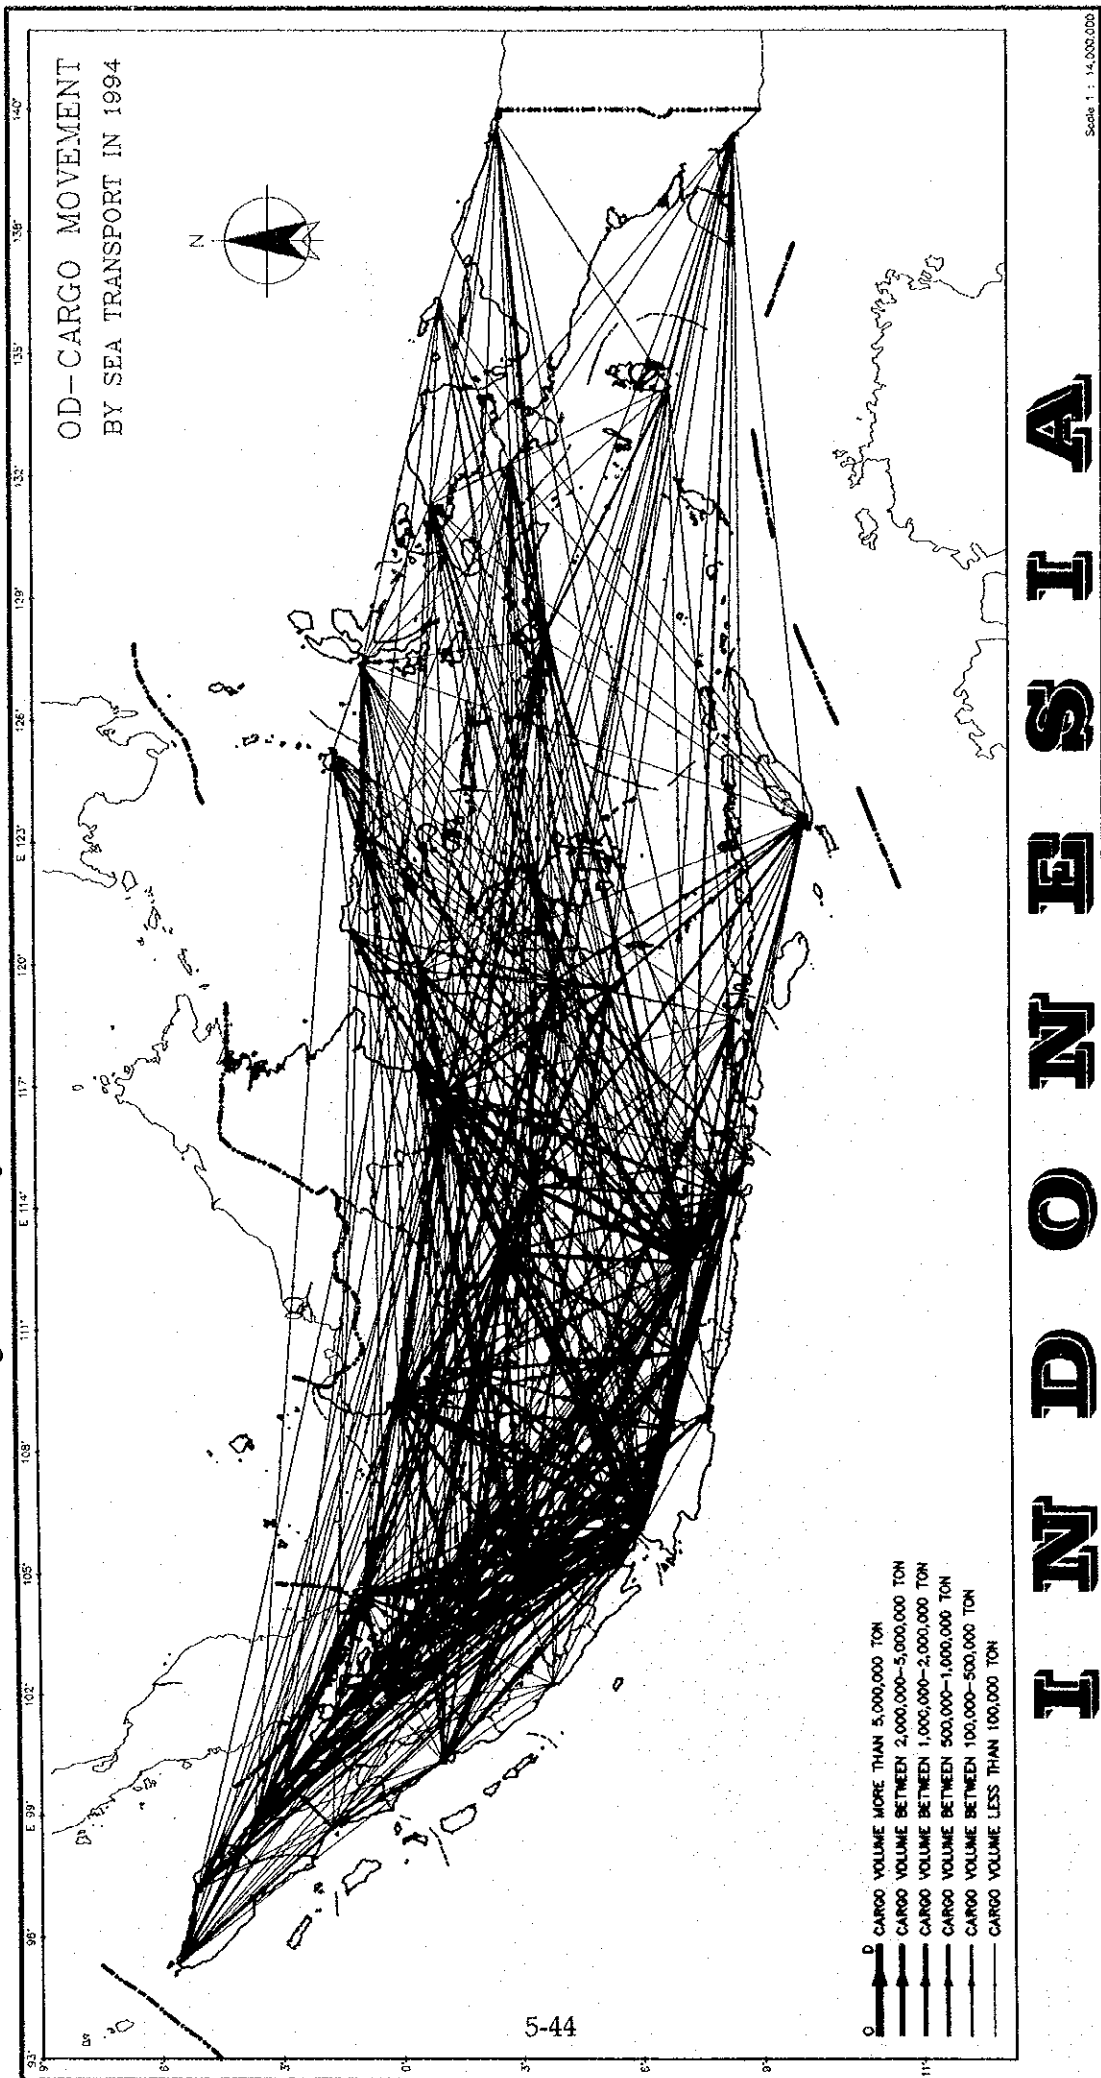 OD-CARGO MOVEMENT
BY SEA TRANSPORT IN 1994
N
93°
96°
E 99°
102°
105°
108°
111°
E 114°
117°
120°
E 123°
126°
129°
132°
135°
138°
140°
9°
6°
3°
0°
3°
6°
9°
11°
O D
CARGO VOLUME MORE THAN 5,000,000 TON
CARGO VOLUME BETWEEN 2,000,000-5,000,000 TON
CARGO VOLUME BETWEEN 1,000,000-2,000,000 TON
CARGO VOLUME BETWEEN 500,000-1,000,000 TON
CARGO VOLUME BETWEEN 100,000-500,000 TON
CARGO VOLUME LESS THAN 100,000 TON
INDONESIA
Scale 1 : 14,000,000
5-44